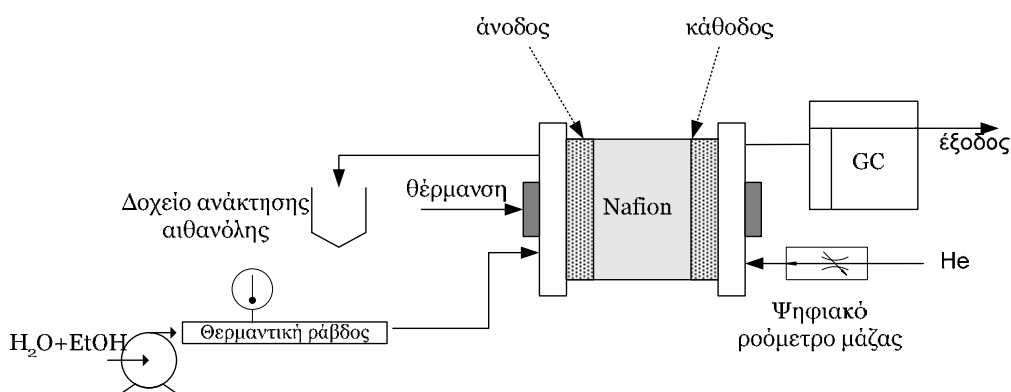 άνοδος
κάθοδος
GC
έξοδος
θέρμανση
Nafion
Δοχείο ανάκτησης
αιθανόλης
He
Θερμαντική ράβδος
H₂O+EtOH
Ψηφιακό
ροόμετρο μάζας